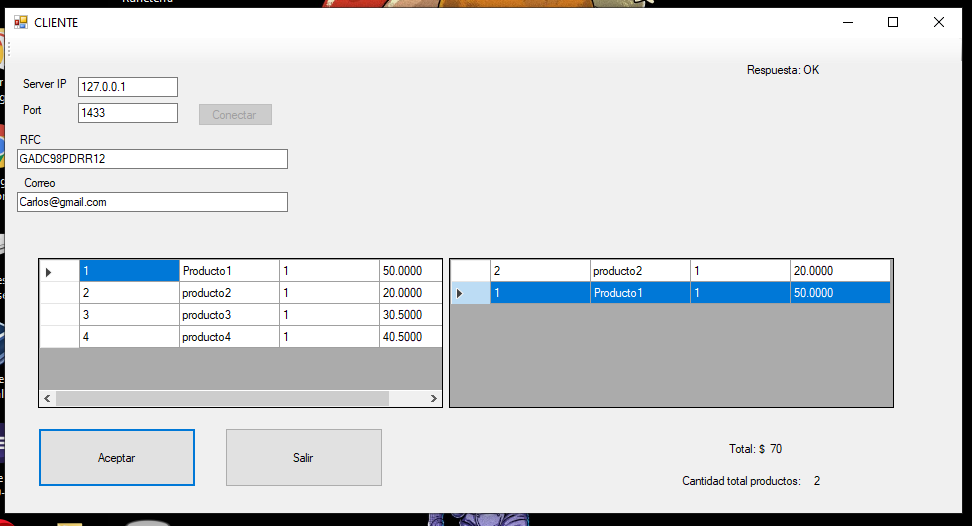 Runeterra
CLIENTE
Respuesta: OK
Server IP 127.0.0.1
Port 1433 Conectar
RFC
GADC98PDRR12
Correo
Carlos@gmail.com
1 Producto1 1 50.0000
2 producto2 1 20.0000
3 producto3 1 30.5000
4 producto4 1 40.5000
2 producto2 1 20.0000
1 Producto1 1 50.0000
Aceptar Salir
Total: $ 70
Cantidad total productos: 2